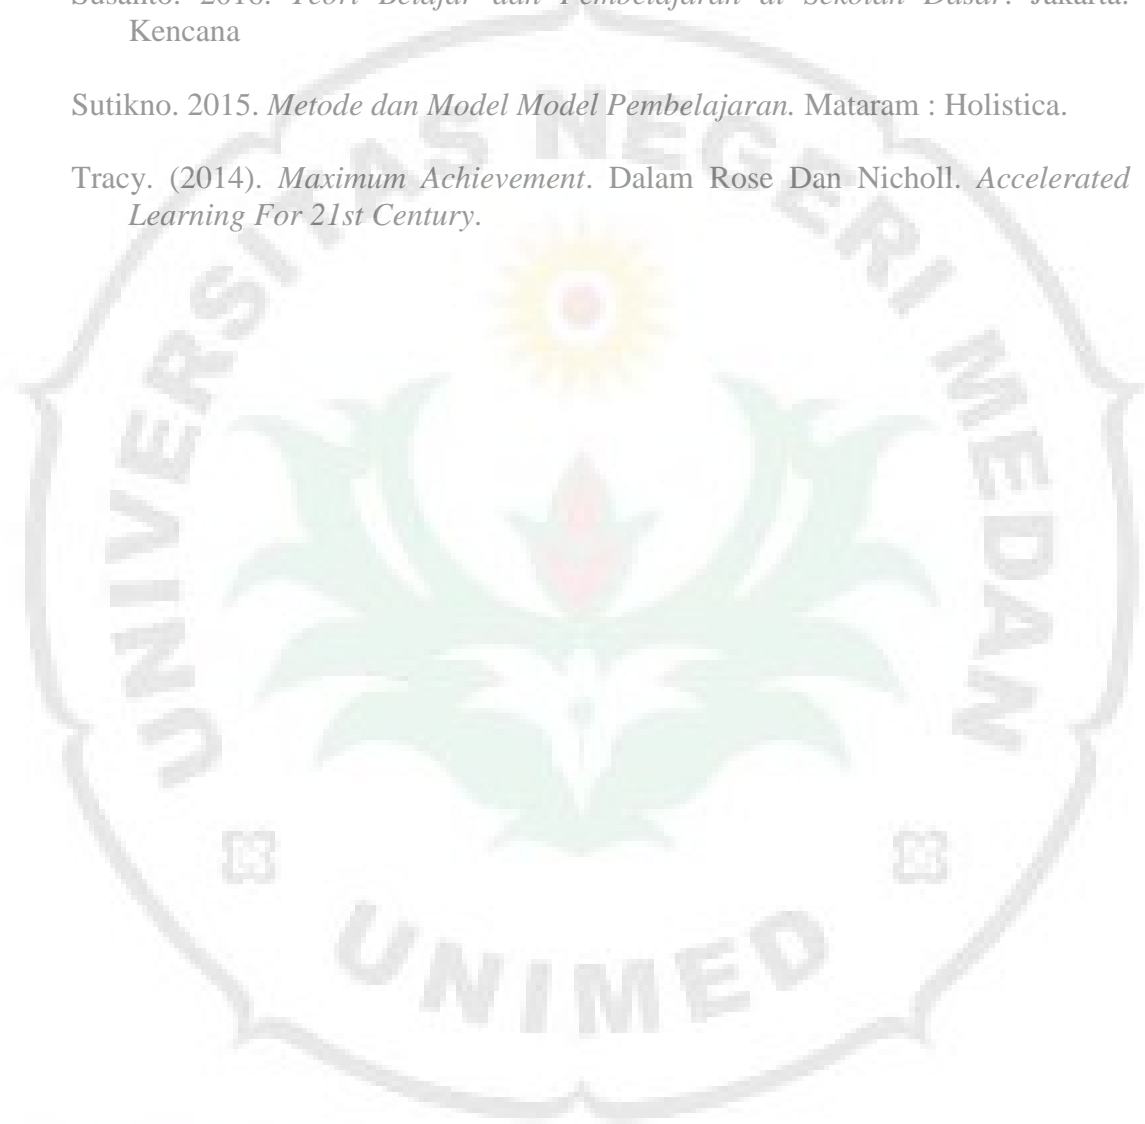 Susanto. 2016. Teori Belajar dan Pembelajaran di Sekolah Dasar. Jakarta:
Kencana
Sutikno. 2015. Metode dan Model Model Pembelajaran. Mataram : Holistica.
Tracy. (2014). Maximum Achievement. Dalam Rose Dan Nicholl. Accelerated
Learning For 21st Century.
UNIVERSITAS NEGERI MEDAN
UNIMED